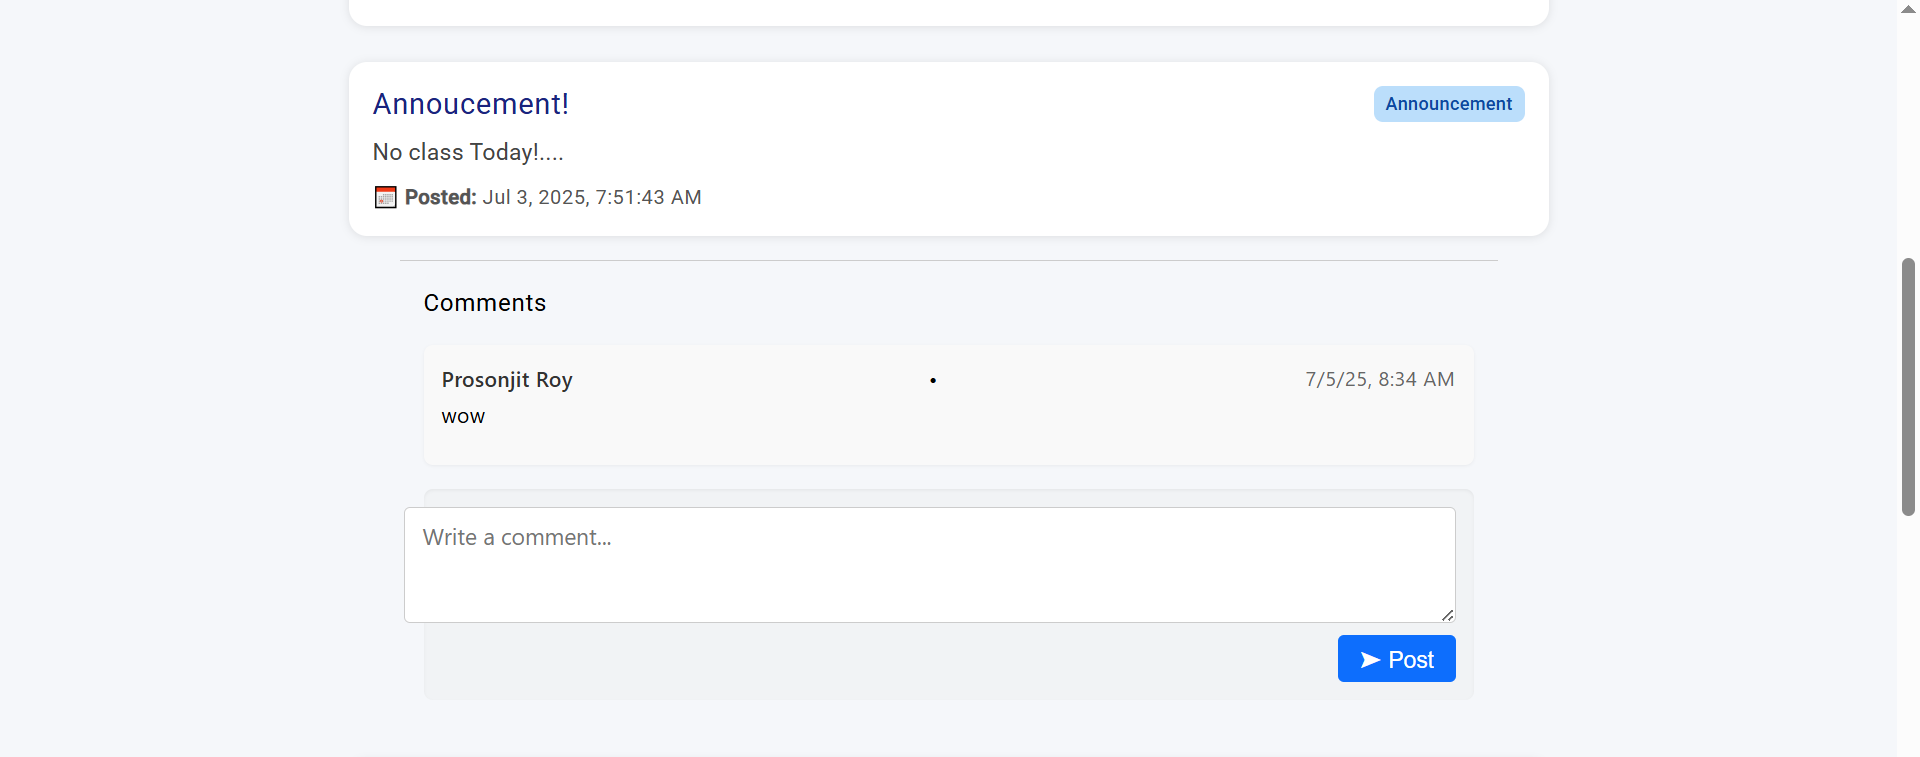 Annoucement!
Announcement
No class Today!....
Posted: Jul 3, 2025, 7:51:43 AM
Comments
Prosonjit Roy • 7/5/25, 8:34 AM
wow
Write a comment...
➤ Post